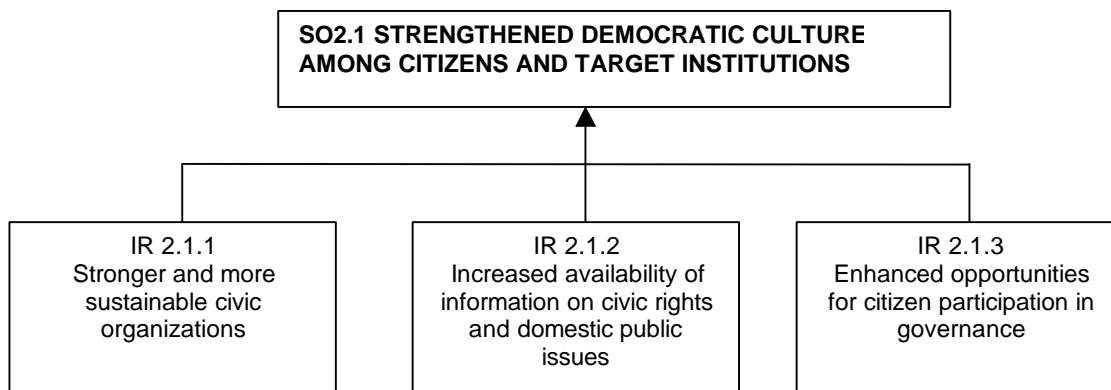 SO2.1 STRENGTHENED DEMOCRATIC CULTURE
AMONG CITIZENS AND TARGET INSTITUTIONS
IR 2.1.1
Stronger and more
sustainable civic
organizations
IR 2.1.2
Increased availability of
information on civic rights
and domestic public
issues
IR 2.1.3
Enhanced opportunities
for citizen participation in
governance